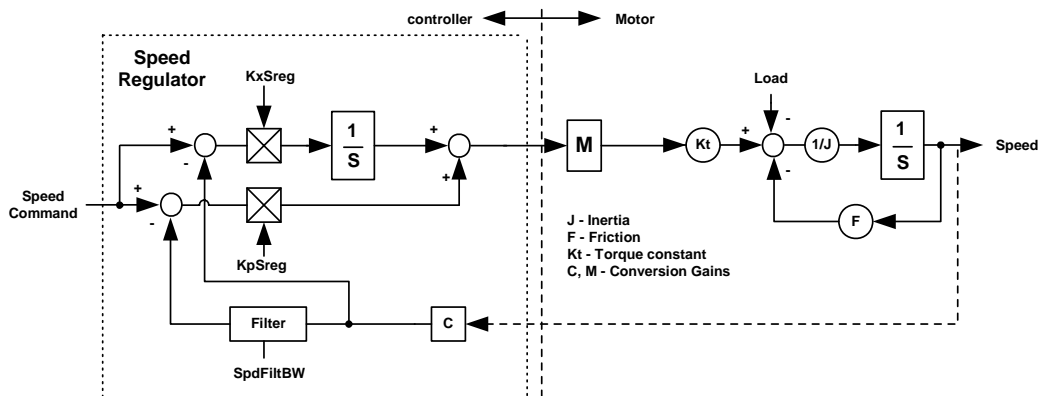 controller
Motor
Speed
Regulator
KxSreg
Load
+
-
1
S
+
+
M
Kt
+
-
-
1/J
1
S
Speed
Speed
Command
+
-
KpSreg
F
J - Inertia
F - Friction
Kt - Torque constant
C, M - Conversion Gains
Filter
C
SpdFiltBW